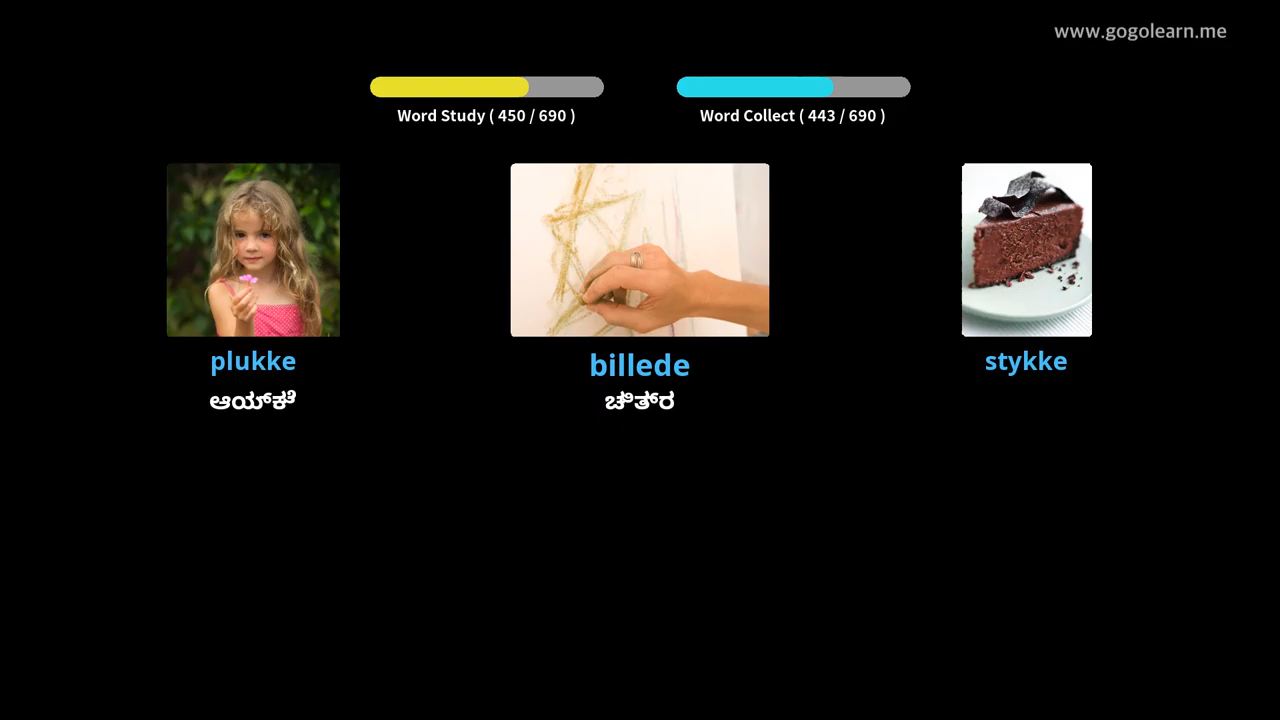 www.gogolearn.me
Word Study ( 450 / 690 )
Word Collect ( 443 / 690 )
plukke
billede
stykke
ಆಯ್ಕೆ
ಚಿತ್ರ